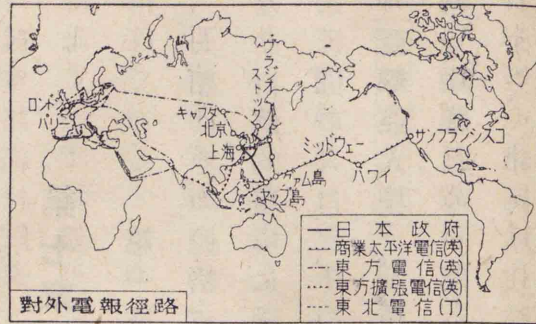 ウラジオ
ストック
ロンドン
パリ
キャフタ
北京
上海
ミッドウェー
サンフランシスコ
ハワイ
グァム島
ヤップ島
日本政府
商業太平洋電信(英)
東方電信(英)
東方擴張電信(英)
東北電信(丁)
對外電報徑路